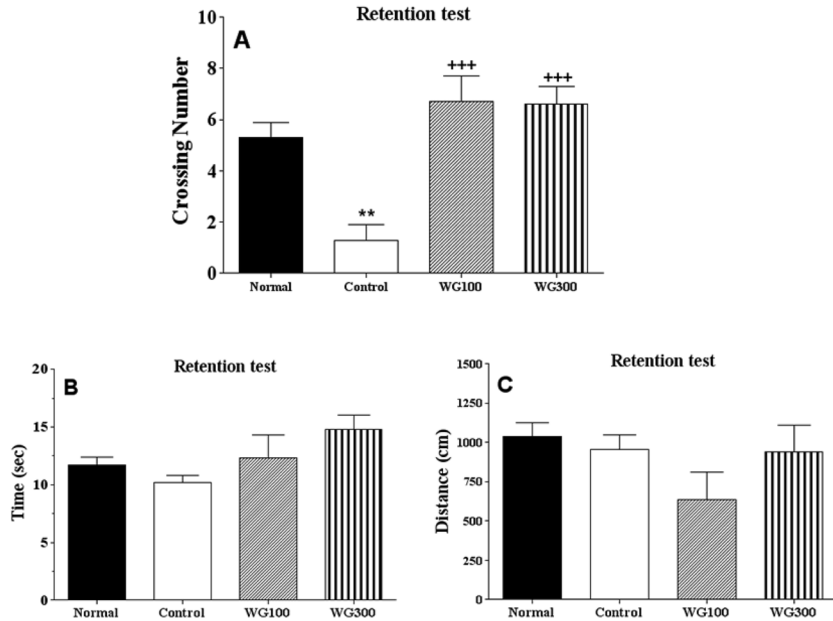 Retention test
A
Crossing Number
10
8
6
4
2
0
+++
+++
**
Normal Control WG100 WG300
Retention test
B
Time (sec)
20
15
10
5
0
Normal Control WG100 WG300
Retention test
C
Distance (cm)
1500
1250
1000
750
500
250
0
Normal Control WG100 WG300